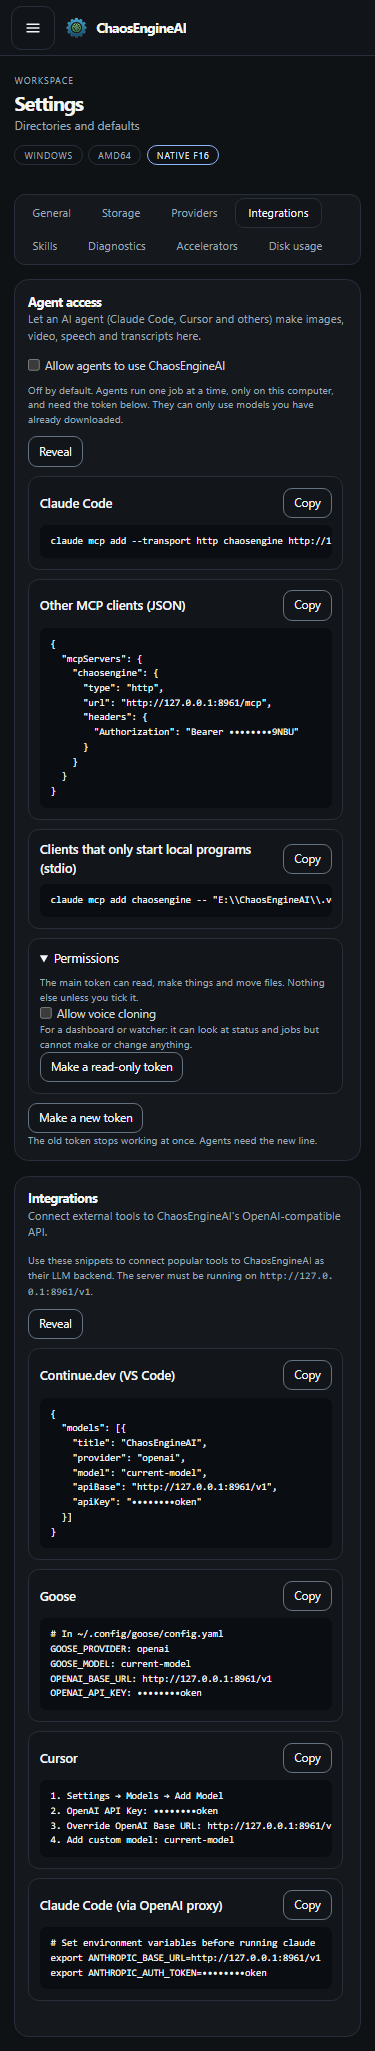 ChaosEngineAI
WORKSPACE
Settings
Directories and defaults
WINDOWS
AMD64
NATIVE F16
General
Storage
Providers
Integrations
Skills
Diagnostics
Accelerators
Disk usage
Agent access
Let an AI agent (Claude Code, Cursor and others) make images,
video, speech and transcripts here.
Allow agents to use ChaosEngineAI
Off by default. Agents run one job at a time, only on this computer,
and need the token below. They can only use models you have
already downloaded.
Reveal
Claude Code
Copy
claude mcp add --transport http chaosengine http://1
Other MCP clients (JSON)
Copy
{
"mcpServers": {
"chaosengine": {
"type": "http",
"url": "http://127.0.0.1:8961/mcp",
"headers": {
"Authorization": "Bearer ••••••••9NBU"
}
}
}
}
Clients that only start local programs
(stdio)
Copy
claude mcp add chaosengine -- "E:\\ChaosEngineAI\\.v
▼ Permissions
The main token can read, make things and move files. Nothing
else unless you tick it.
Allow voice cloning
For a dashboard or watcher: it can look at status and jobs but
cannot make or change anything.
Make a read-only token
Make a new token
The old token stops working at once. Agents need the new line.
Integrations
Connect external tools to ChaosEngineAI's OpenAI-compatible
API.
Use these snippets to connect popular tools to ChaosEngineAI as
their LLM backend. The server must be running on http://127.0.
0.1:8961/v1.
Reveal
Continue.dev (VS Code)
Copy
{
"models": [{
"title": "ChaosEngineAI",
"provider": "openai",
"model": "current-model",
"apiBase": "http://127.0.0.1:8961/v1",
"apiKey": "••••••••oken"
}]
}
Goose
Copy
# In ~/.config/goose/config.yaml
GOOSE_PROVIDER: openai
GOOSE_MODEL: current-model
OPENAI_BASE_URL: http://127.0.0.1:8961/v1
OPENAI_API_KEY: ••••••••oken
Cursor
Copy
1. Settings → Models → Add Model
2. OpenAI API Key: ••••••••oken
3. Override OpenAI Base URL: http://127.0.0.1:8961/v
4. Add custom model: current-model
Claude Code (via OpenAI proxy)
Copy
# Set environment variables before running claude
export ANTHROPIC_BASE_URL=http://127.0.0.1:8961/v1
export ANTHROPIC_AUTH_TOKEN=••••••••oken